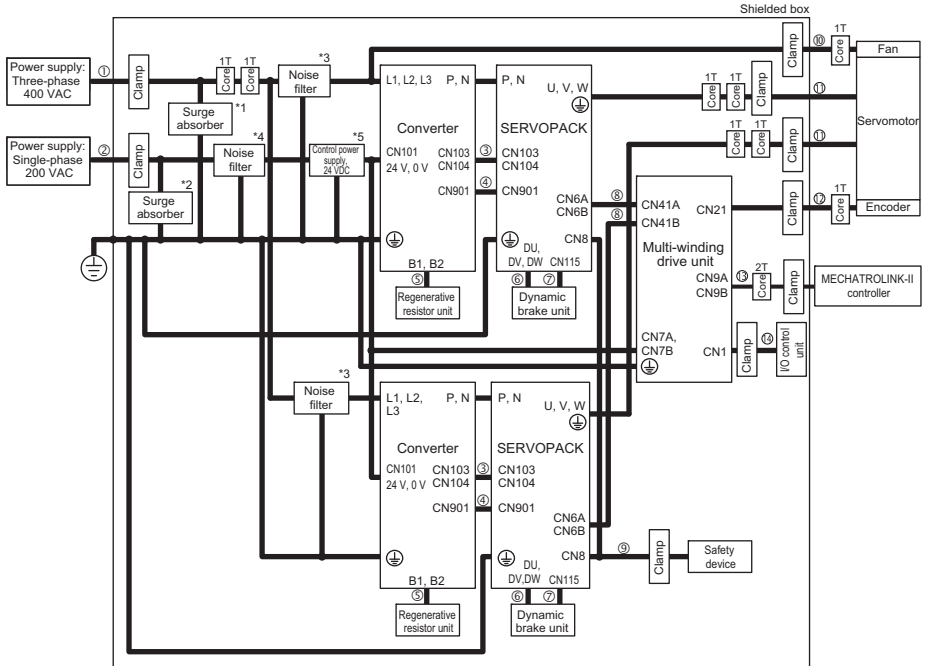 Shielded box
Power supply:
Three-phase
400 VAC
①
Clamp
1T
Core
1T
Core
*3
Noise
filter
Surge
absorber
*1
Power supply:
Single-phase
200 VAC
②
Clamp
*4
Noise
filter
*5
Control power
supply,
24 VDC
*2
Surge
absorber
L1, L2, L3
P, N
Converter
CN101
24 V, 0 V
CN103
CN104
CN901
B1, B2
⑤
Regenerative
resistor unit
③
④
P, N
U, V, W
SERVOPACK
CN103
CN104
CN901
CN6A
CN6B
CN8
DU,
DV, DW
CN115
⑥
⑦
Dynamic
brake unit
⑧
⑧
CN41A
CN41B
CN21
Multi-winding
drive unit
CN9A
CN9B
CN7A,
CN7B
CN1
Clamp
⑩
1T
Core
Fan
1T
Core
1T
Core
Clamp
⑪
Servomotor
1T
Core
1T
Core
Clamp
⑪
Clamp
⑫
1T
Core
Encoder
⑬
2T
Core
Clamp
MECHATROLINK-II
controller
Clamp
⑭
I/O control
unit
*3
Noise
filter
L1, L2,
L3
P, N
Converter
CN101
24 V, 0 V
CN103
CN104
CN901
B1, B2
⑤
Regenerative
resistor unit
③
④
P, N
U, V, W
SERVOPACK
CN103
CN104
CN901
CN6A
CN6B
CN8
DU,
DV,DW
CN115
⑥
⑦
Dynamic
brake unit
⑨
Clamp
Safety
device